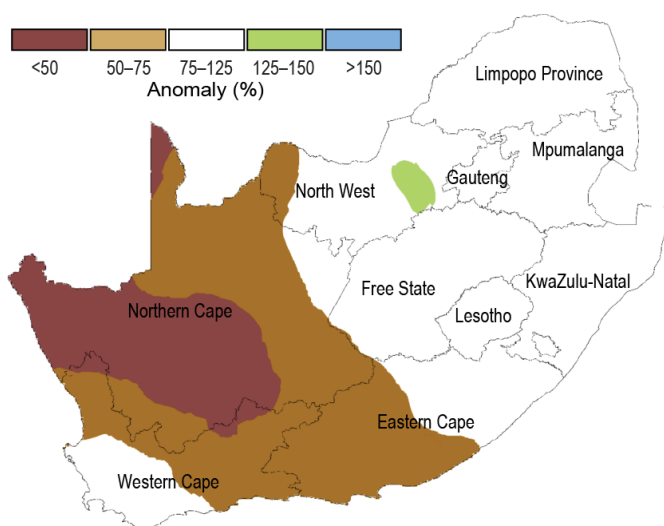 <50 50–75 75–125 125–150 >150
Anomaly (%)
Limpopo Province
Mpumalanga
Gauteng
North West
Free State
KwaZulu-Natal
Lesotho
Northern Cape
Eastern Cape
Western Cape